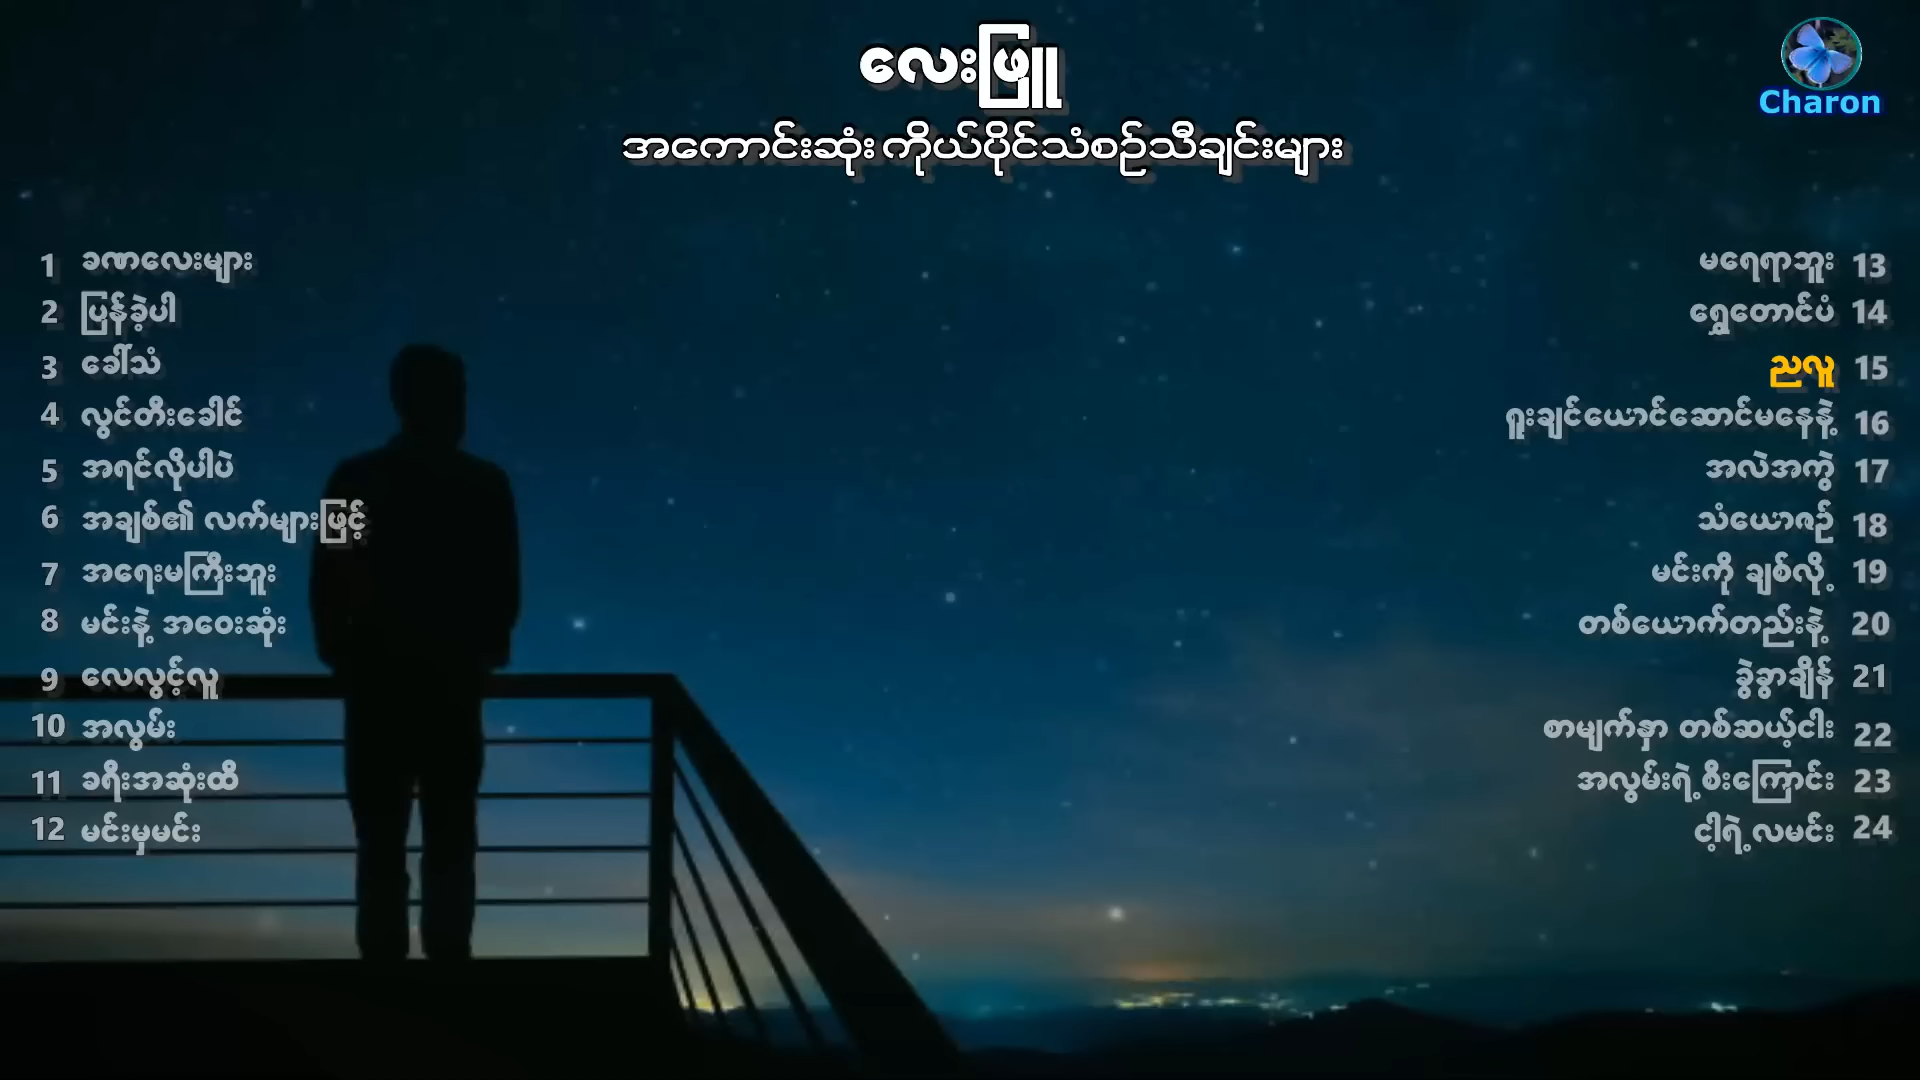 လေးဖြူ
အကောင်းဆုံး ကိုယ်ပိုင်သံစဉ်သီချင်းများ
Charon
1 ခဏလေးများ
2 ပြန်ခဲ့ပါ
3 ခေါ်သံ
4 လွင်တီးခေါင်
5 အရင်လိုပါပဲ
6 အချစ်၏ လက်များဖြင့်
7 အရေးမကြီးဘူး
8 မင်းနဲ့ အဝေးဆုံး
9 လေလွင့်လူ
10 အလွမ်း
11 ခရီးအဆုံးထိ
12 မင်းမှမင်း
မရေရာဘူး 13
ရွှေတောင်ပံ 14
ညလူ 15
ရူးချင်ယောင်ဆောင်မနေနဲ့ 16
အလဲအကွဲ 17
သံယောဇဉ် 18
မင်းကို ချစ်လို့ 19
တစ်ယောက်တည်းနဲ့ 20
ခွဲခွာချိန် 21
စာမျက်နှာ တစ်ဆယ့်ငါး 22
အလွမ်းရဲ့စီးကြောင်း 23
ငါ့ရဲ့လမင်း 24